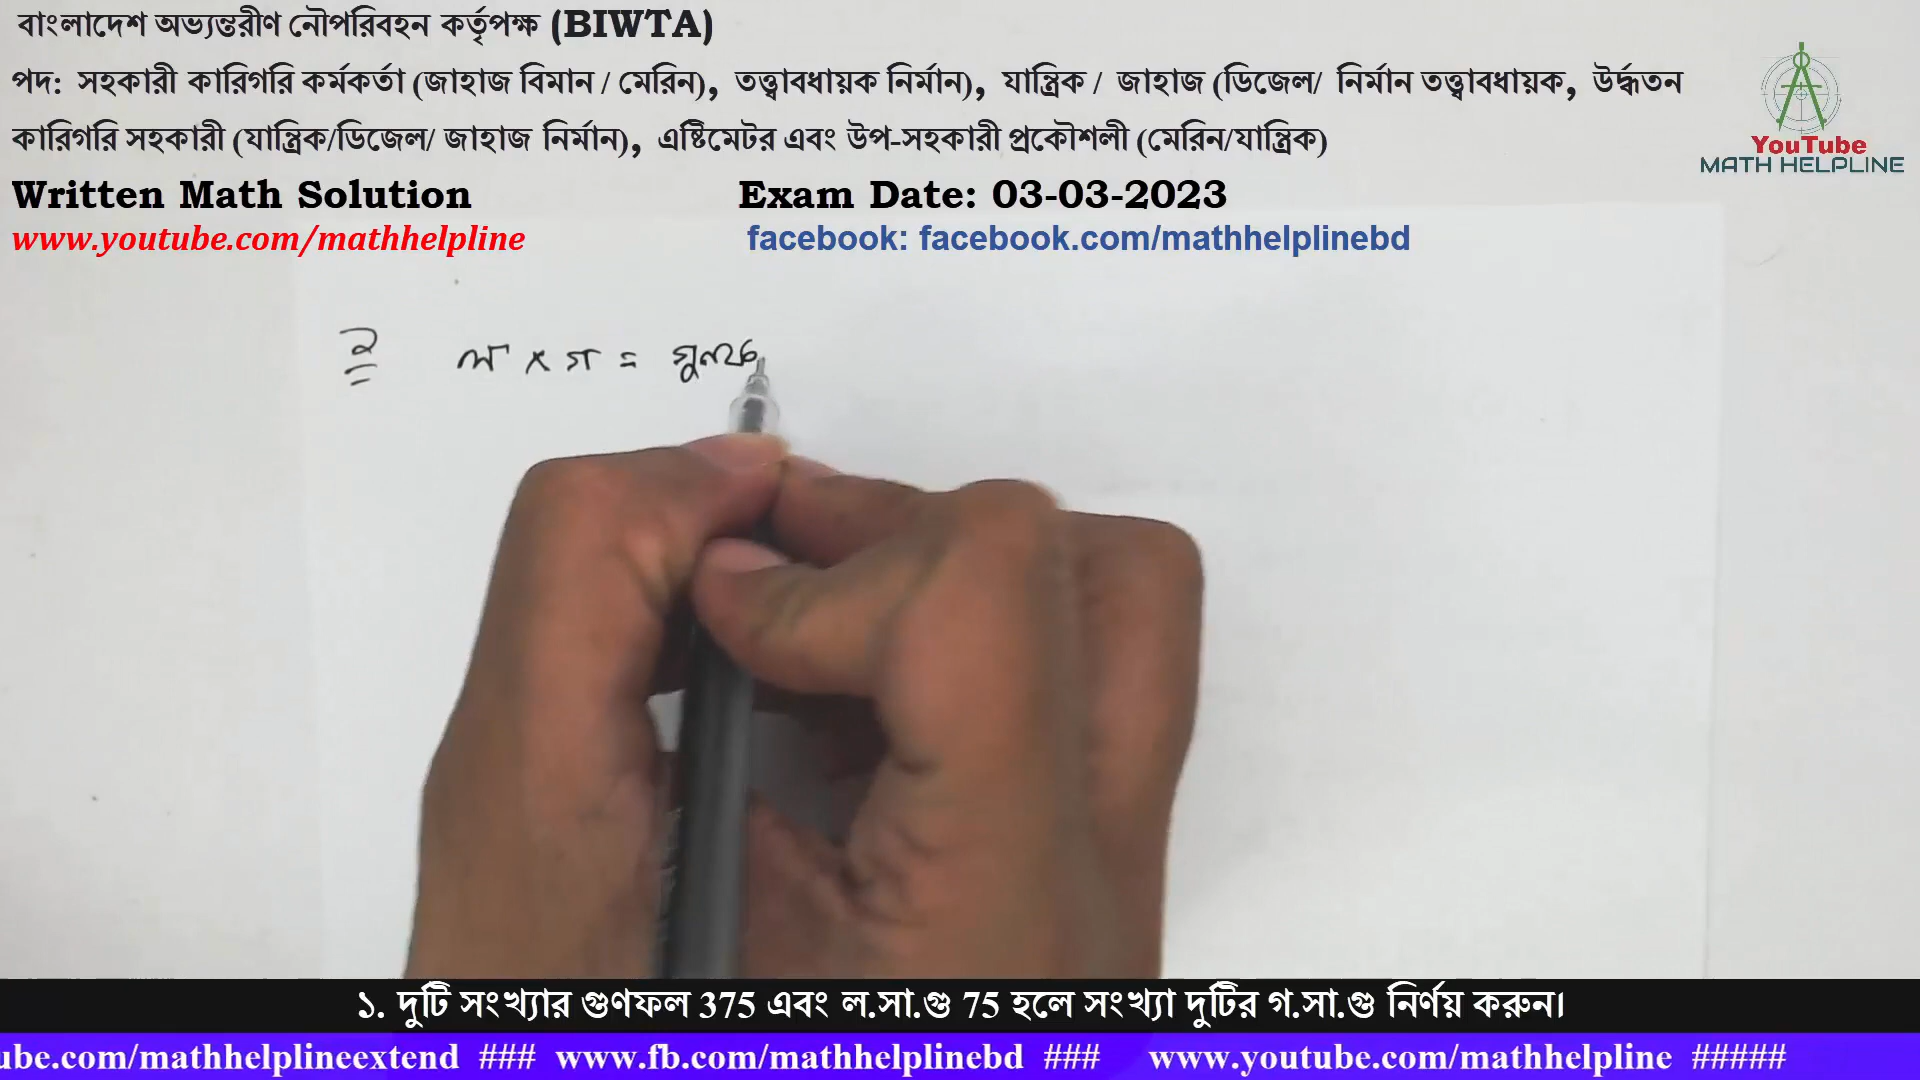 বাংলাদেশ অভ্যন্তরীণ নৌপরিবহন কর্তৃপক্ষ (BIWTA)
পদ: সহকারী কারিগরি কর্মকর্তা (জাহাজ বিমান / মেরিন), তত্ত্বাবধায়ক নির্মান), যান্ত্রিক / জাহাজ (ডিজেল/ নির্মান তত্ত্বাবধায়ক, উর্দ্ধতন
কারিগরি সহকারী (যান্ত্রিক/ডিজেল/ জাহাজ নির্মান), এষ্টিমেটর এবং উপ-সহকারী প্রকৌশলী (মেরিন/যান্ত্রিক)
YouTube
MATH HELPLINE
Written Math Solution Exam Date: 03-03-2023
www.youtube.com/mathhelpline facebook: facebook.com/mathhelplinebd
ল × গ =
১. দুটি সংখ্যার গুণফল 375 এবং ল.সা.গু 75 হলে সংখ্যা দুটির গ.সা.গু নির্ণয় করুন।
ube.com/mathhelplineextend ### www.fb.com/mathhelplinebd ### www.youtube.com/mathhelpline #####